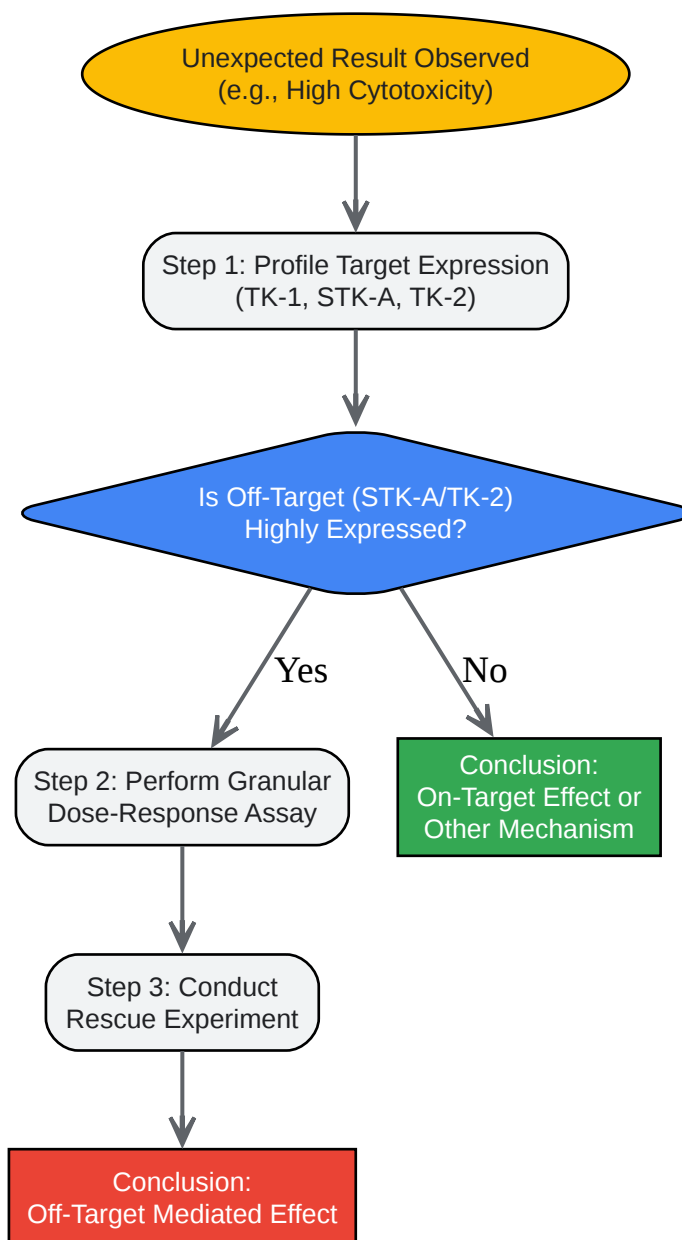 Unexpected Result Observed
(e.g., High Cytotoxicity)
Step 1: Profile Target Expression
(TK-1, STK-A, TK-2)
Is Off-Target (STK-A/TK-2)
Highly Expressed?
Yes
No
Step 2: Perform Granular
Dose-Response Assay
Conclusion:
On-Target Effect or
Other Mechanism
Step 3: Conduct
Rescue Experiment
Conclusion:
Off-Target Mediated Effect